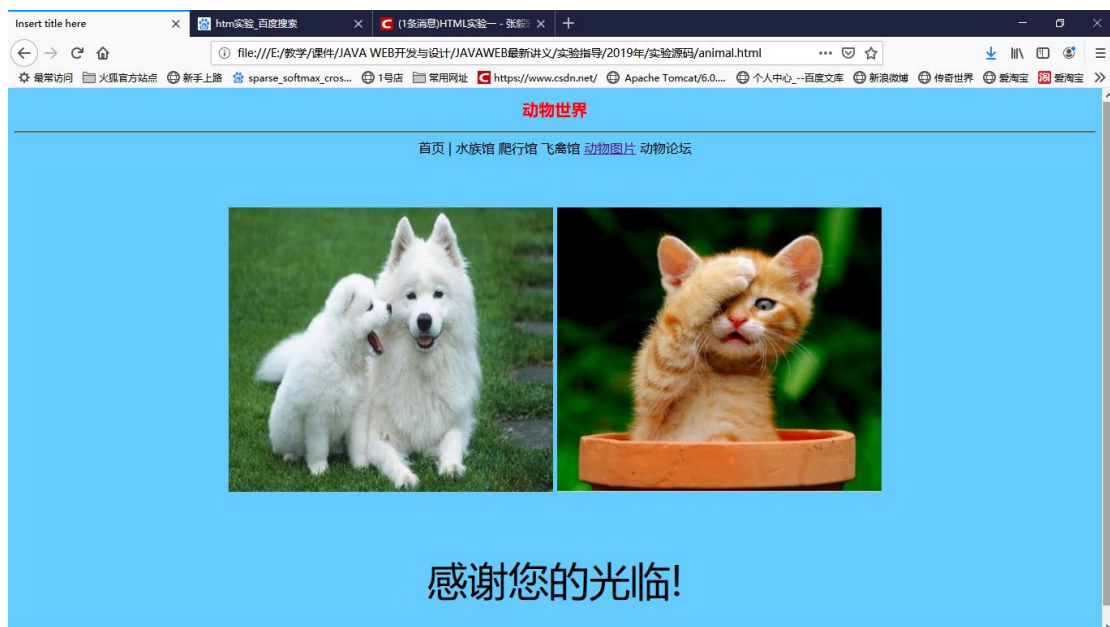 Insert title here
htm实验_百度搜索
(1条消息)HTML实验一 - 张毅
file:///E:/教学/课件/JAVA WEB开发与设计/JAVAWEB最新讲义/实验指导/2019年/实验源码/animal.html
最常访问 火狐官方站点 新手上路 sparse_softmax_cros... 1号店 常用网址 https://www.csdn.net/ Apache Tomcat/6.0.... 个人中心_--百度文库 新浪微博 传奇世界 爱淘宝 爱淘宝
动物世界
首页 | 水族馆 爬行馆 飞禽馆 动物图片 动物论坛
感谢您的光临!